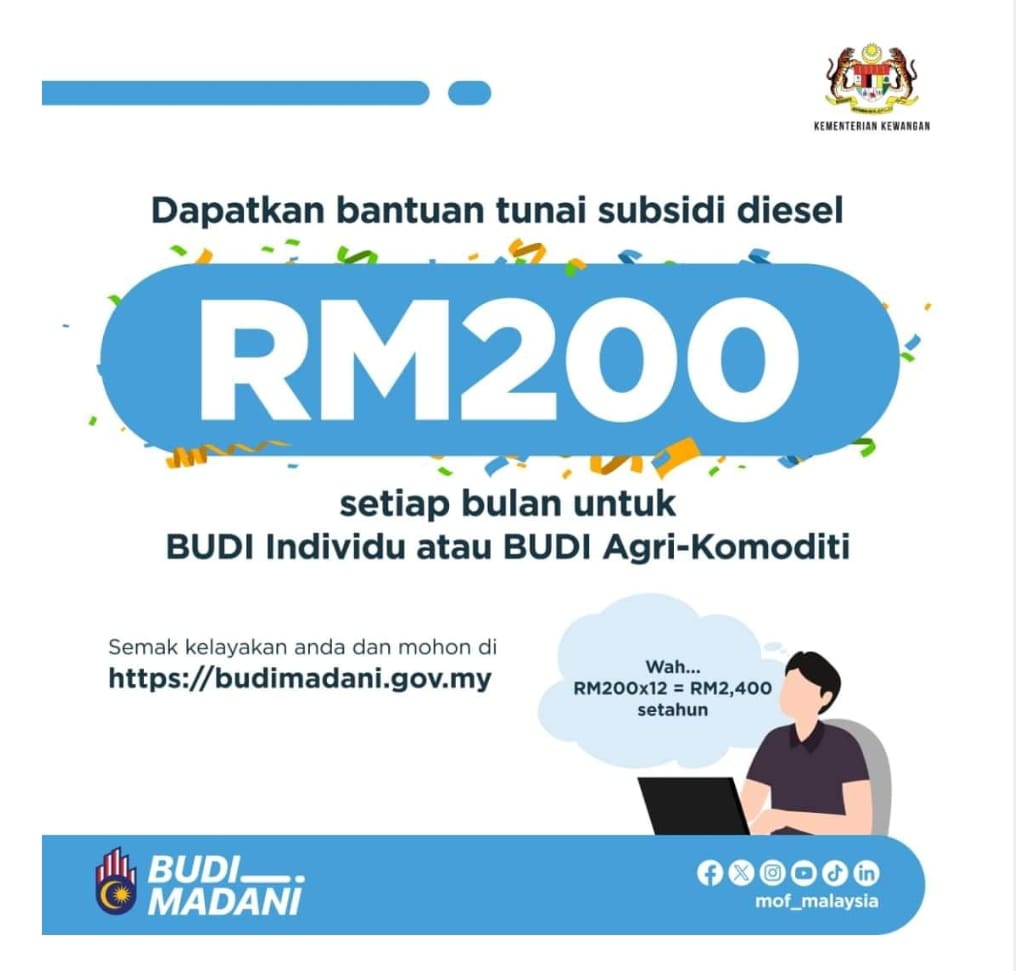 KEMENTERIAN KEWANGAN
Dapatkan bantuan tunai subsidi diesel
RM200
setiap bulan untuk
BUDI Individu atau BUDI Agri-Komoditi
Semak kelayakan anda dan mohon di
https://budimadani.gov.my
Wah...
RM200x12 = RM2,400
setahun
BUDI
MADANI
mof_malaysia